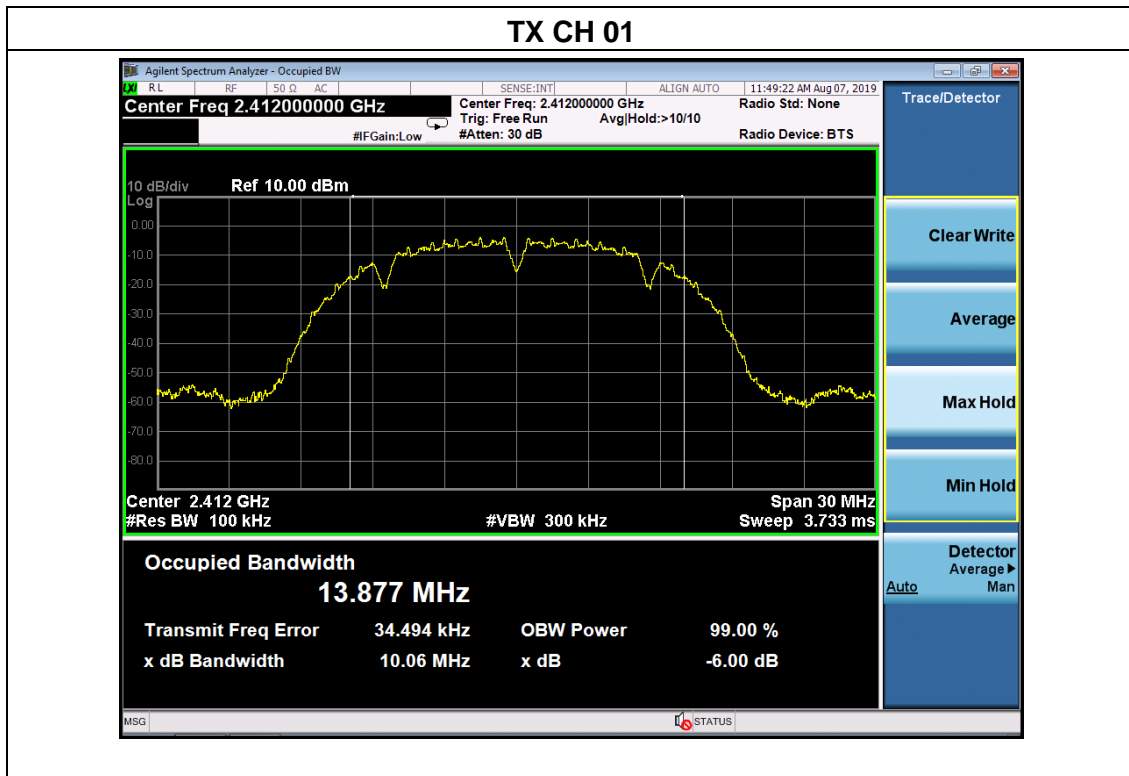 TX CH 01
Agilent Spectrum Analyzer - Occupied BW
LXI RL RF 50 Ω AC SENSE:INT ALIGN AUTO 11:49:22 AM Aug 07, 2019
Center Freq 2.412000000 GHz
Center Freq: 2.412000000 GHz Radio Std: None
Trig: Free Run Avg|Hold:>10/10
#IFGain:Low #Atten: 30 dB Radio Device: BTS
10 dB/div Ref 10.00 dBm
Log
0.00
-10.0
-20.0
-30.0
-40.0
-50.0
-60.0
-70.0
-80.0
Center 2.412 GHz Span 30 MHz
#Res BW 100 kHz #VBW 300 kHz Sweep 3.733 ms
Occupied Bandwidth
13.877 MHz
Transmit Freq Error 34.494 kHz OBW Power 99.00 %
x dB Bandwidth 10.06 MHz x dB -6.00 dB
MSG STATUS
Trace/Detector
Clear Write
Average
Max Hold
Min Hold
Detector
Average▶
Auto Man